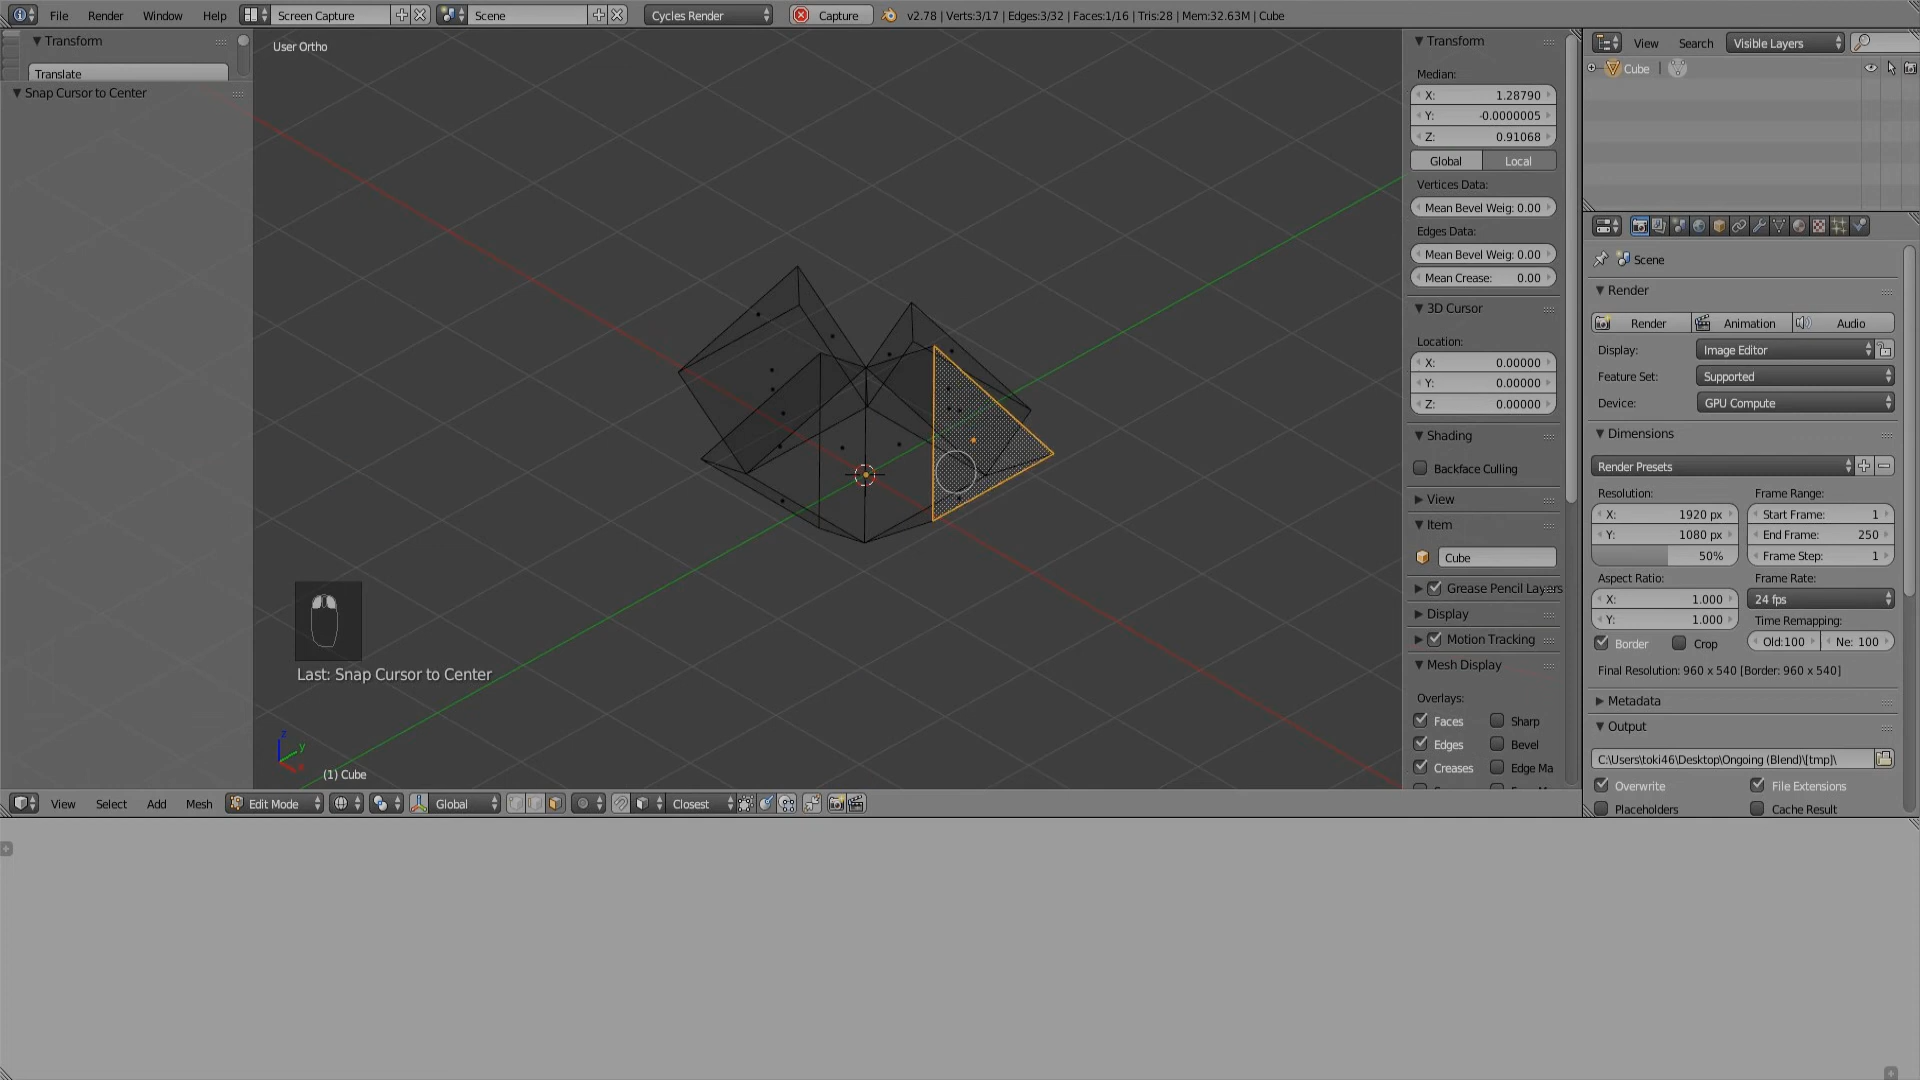 File Render Window Help Screen Capture Scene Cycles Render Capture v2.78 | Verts:3/17 | Edges:3/32 | Faces:1/16 | Tris:28 | Mem:32.63M | Cube
Transform
Translate
Snap Cursor to Center
User Ortho
Last: Snap Cursor to Center
z
y
x
(1) Cube
Transform
Median:
X: 1.28790
Y: -0.0000005
Z: 0.91068
Global Local
Vertices Data:
Mean Bevel Weig: 0.00
Edges Data:
Mean Bevel Weig: 0.00
Mean Crease: 0.00
3D Cursor
Location:
X: 0.00000
Y: 0.00000
Z: 0.00000
Shading
Backface Culling
View
Item
Cube
Grease Pencil Layers
Display
Motion Tracking
Mesh Display
Overlays:
Faces Sharp
Edges Bevel
Creases Edge Ma
View Select Add Mesh Edit Mode Global Closest
View Search Visible Layers
Cube
Scene
Render
Render Animation Audio
Display: Image Editor
Feature Set: Supported
Device: GPU Compute
Dimensions
Render Presets
Resolution: Frame Range:
X: 1920 px Start Frame: 1
Y: 1080 px End Frame: 250
50% Frame Step: 1
Aspect Ratio: Frame Rate:
X: 1.000 24 fps
Y: 1.000 Time Remapping:
Border Crop Old:100 Ne: 100
Final Resolution: 960 x 540 [Border: 960 x 540]
Metadata
Output
C:\Users\toki46\Desktop\Ongoing (Blend)\[tmp]\
Overwrite File Extensions
Placeholders Cache Result